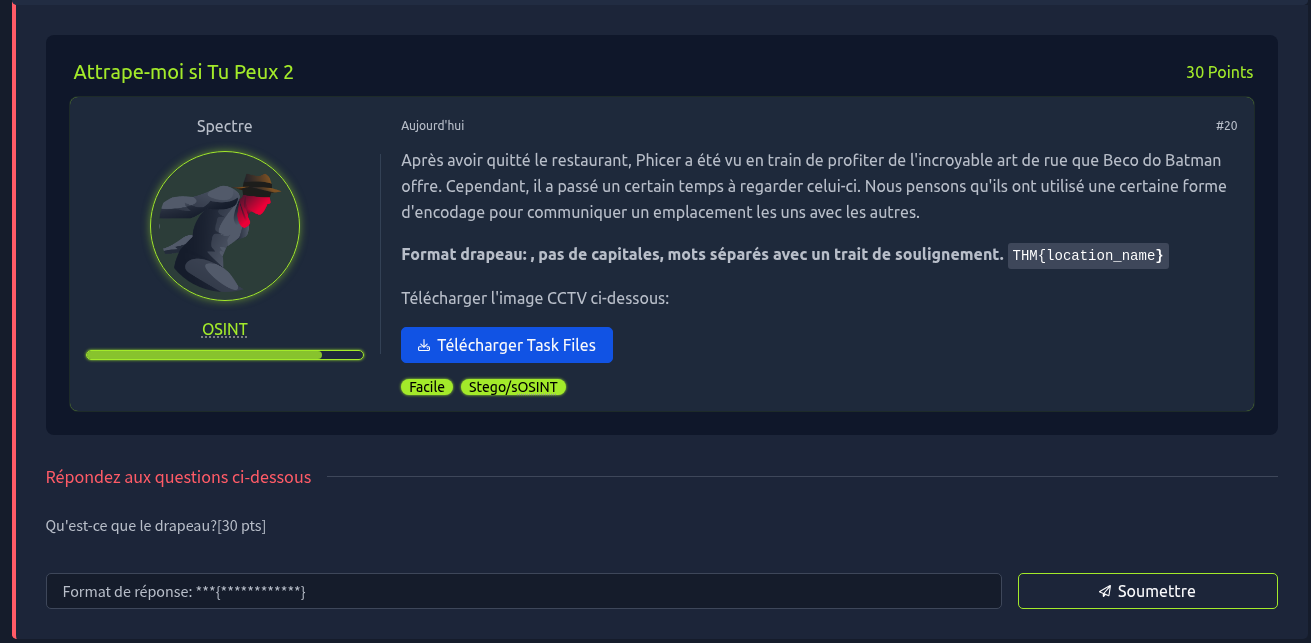 Attrape-moi si Tu Peux 2
30 Points
Spectre
OSINT
Aujourd'hui
#20
Après avoir quitté le restaurant, Phicer a été vu en train de profiter de l'incroyable art de rue que Beco do Batman
offre. Cependant, il a passé un certain temps à regarder celui-ci. Nous pensons qu'ils ont utilisé une certaine forme
d'encodage pour communiquer un emplacement les uns avec les autres.
Format drapeau: , pas de capitales, mots séparés avec un trait de soulignement. THM{location_name}
Télécharger l'image CCTV ci-dessous:
Télécharger Task Files
Facile
Stego/sOSINT
Répondez aux questions ci-dessous
Qu'est-ce que le drapeau?[30 pts]
Format de réponse: ***{************}
Soumettre